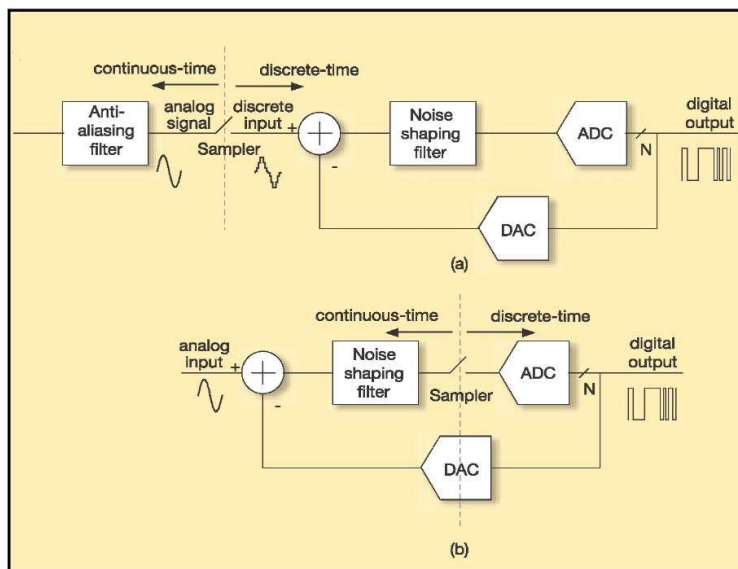 continuous-time
discrete-time
Anti-
aliasing
filter
analog
signal
discrete
input
+
-
Sampler
Noise
shaping
filter
ADC
N
digital
output
DAC
(a)
continuous-time
discrete-time
analog
input
+
-
Noise
shaping
filter
Sampler
ADC
N
digital
output
DAC
(b)